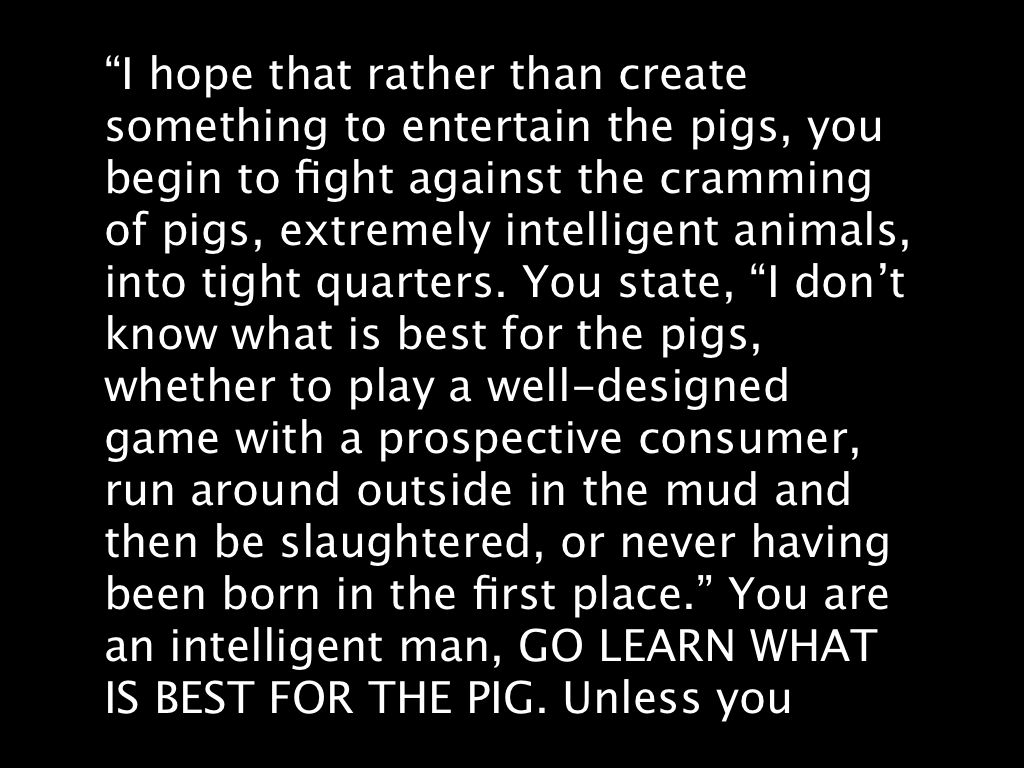 “I hope that rather than create
something to entertain the pigs, you
begin to fight against the cramming
of pigs, extremely intelligent animals,
into tight quarters. You state, “I don’t
know what is best for the pigs,
whether to play a well-designed
game with a prospective consumer,
run around outside in the mud and
then be slaughtered, or never having
been born in the first place.” You are
an intelligent man, GO LEARN WHAT
IS BEST FOR THE PIG. Unless you